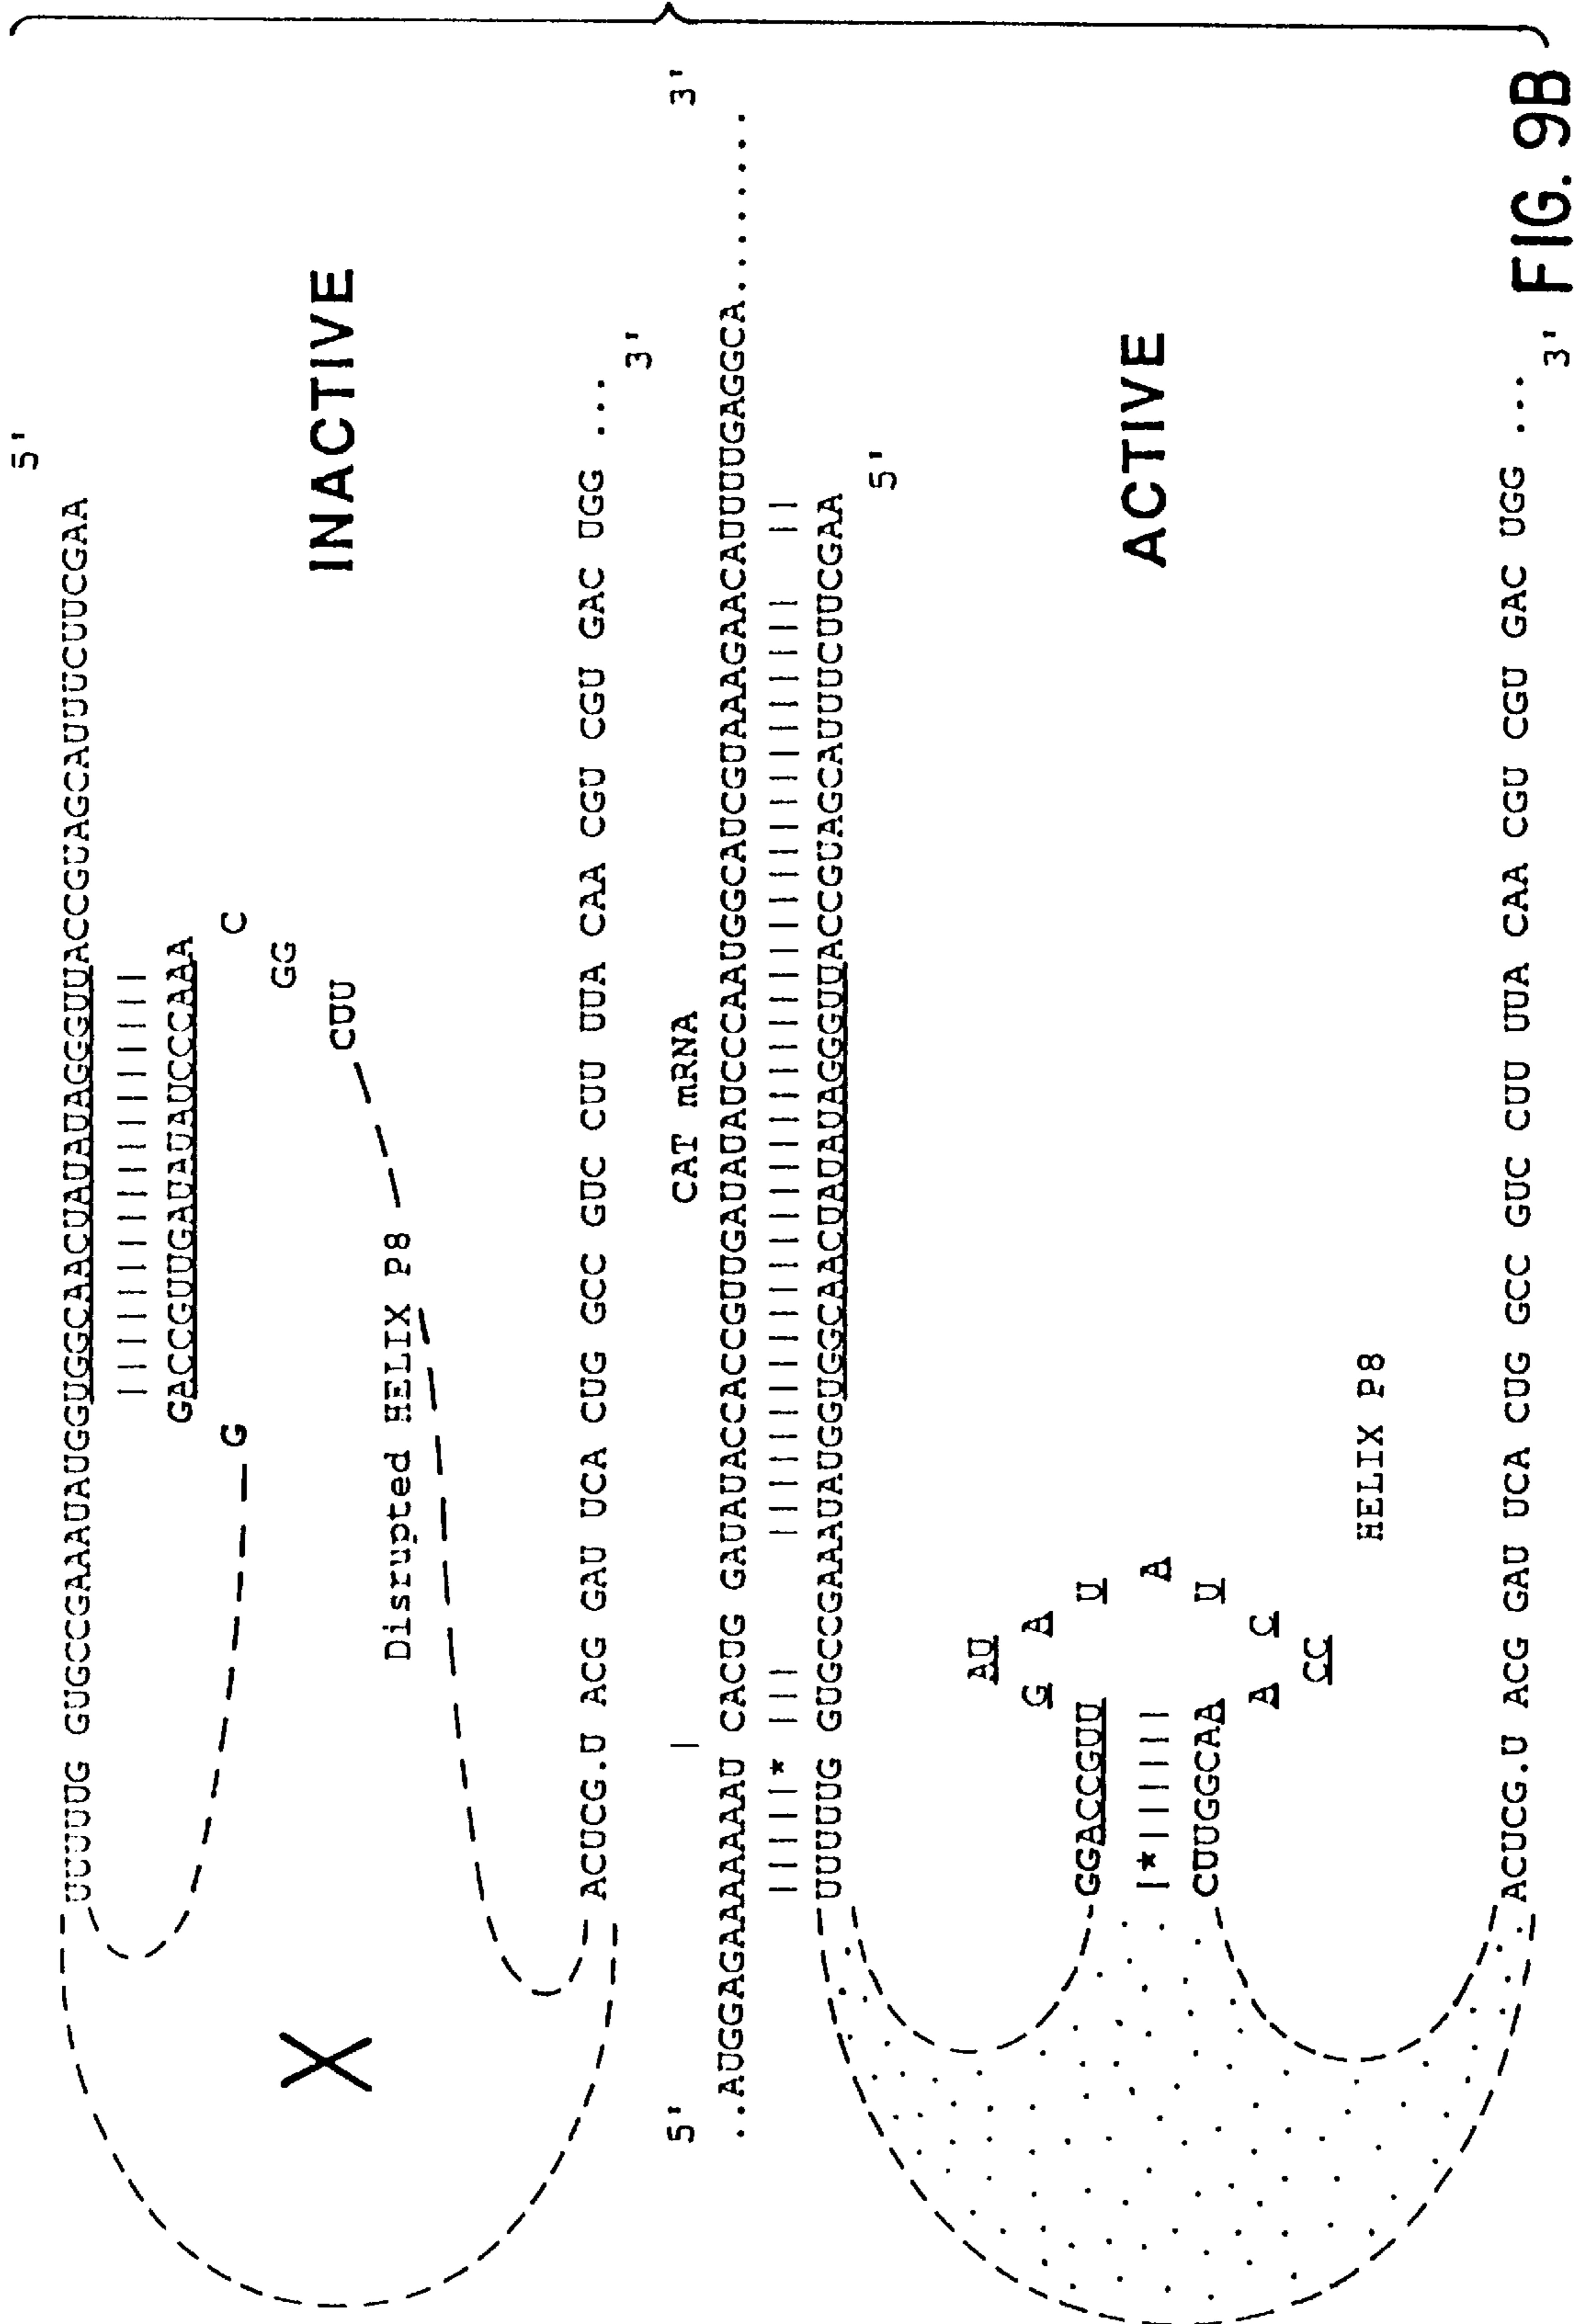 5'
UUUUG GUGCCGAAUAUGGUGGCAACUAUAUAGGGUUACCGUAGCAUUUCUUCGAA
||||||||||||||||||
GACCGUUGAUAUAUCCCAAA
G
C
GG
CUU
INACTIVE
Disrupted HELIX P8
X
ACUCG.U ACG GAU UCA CUG GCC GUC CUU UUA CAA CGU CGU GAC UGG ...
3'
CAT mRNA
5'
3'
..AUGGAGAAAAAAU CACUG GAUAUACCACCGUUGAUAUAUCCCAAUGGCAUCGUAAAGAACAUUUUGAGGCA........
UUUUG GUGCCGAAUAUGGUGGCAACUAUAUAGGGUUACCGUAGCAUUUCUUCGAA
5'
AU
G A
GGACCGUU U
|*||||||
A
CUUGGCAA U
A C
CC
HELIX P8
ACTIVE
ACUCG.U ACG GAU UCA CUG GCC GUC CUU UUA CAA CGU CGU GAC UGG ...
3'
FIG. 9B